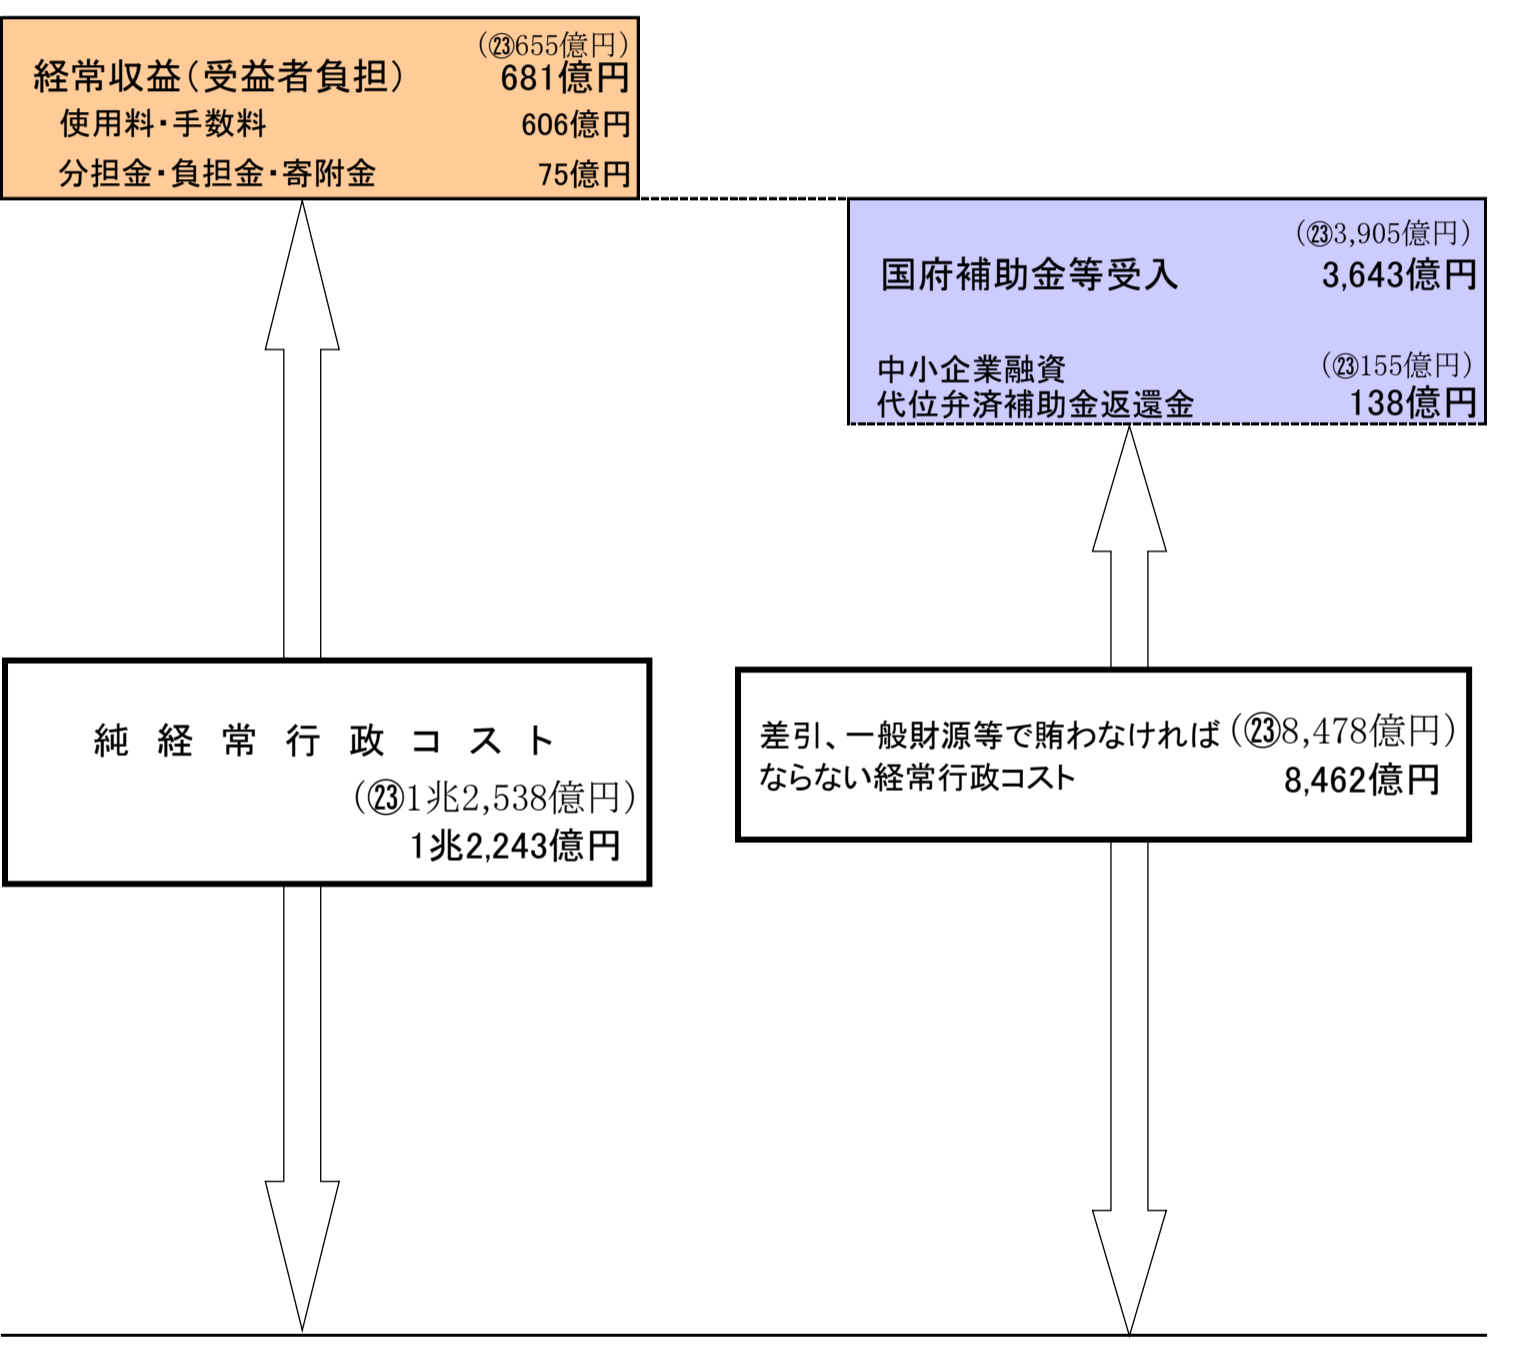 (㉓655億円)
経常収益(受益者負担) 681億円
使用料・手数料 606億円
分担金・負担金・寄附金 75億円
(㉓3,905億円)
国府補助金等受入 3,643億円
中小企業融資 (㉓155億円)
代位弁済補助金返還金 138億円
純経常行政コスト
(㉓1兆2,538億円)
1兆2,243億円
差引、一般財源等で賄わなければ (㉓8,478億円)
ならない経常行政コスト 8,462億円